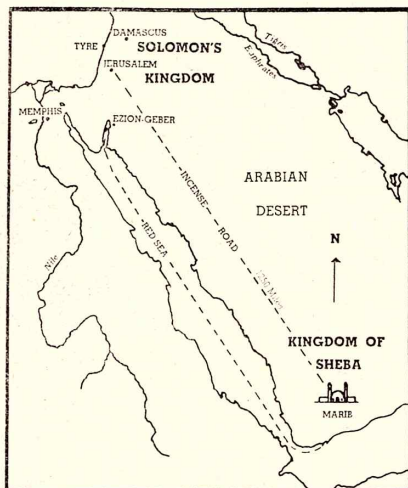 DAMASCUS
TYRE
SOLOMON'S
KINGDOM
JERUSALEM
Tigris
Euphrates
MEMPHIS
EZION-GEBER
ARABIAN
DESERT
INCENSE
ROAD
RED SEA
N
Nile
Miles
KINGDOM OF
SHEBA
MARIB